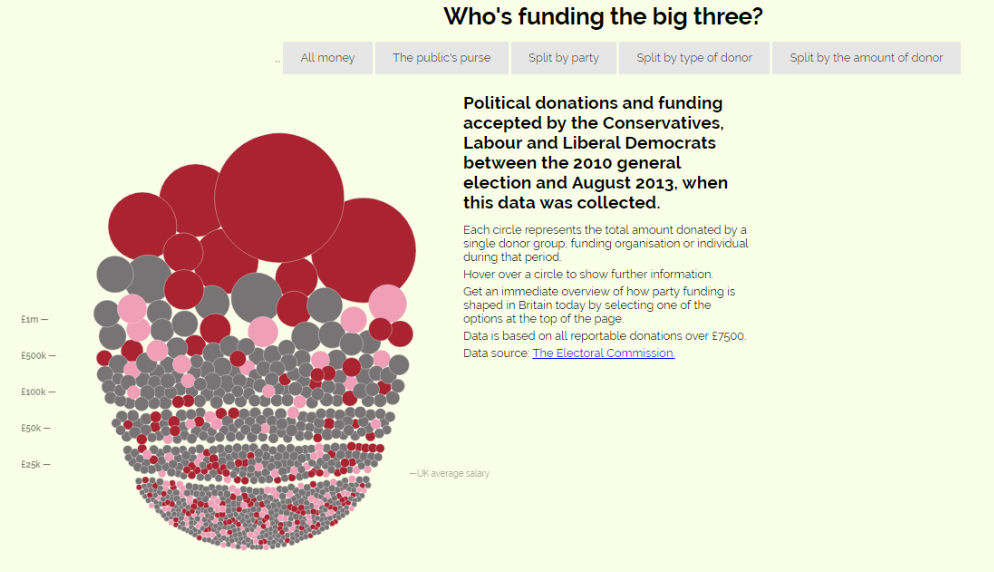 Who's funding the big three?
..
All money
The public's purse
Split by party
Split by type of donor
Split by the amount of donor
Political donations and funding
accepted by the Conservatives,
Labour and Liberal Democrats
between the 2010 general
election and August 2013, when
this data was collected.
Each circle represents the total amount donated by a
single donor group, funding organisation or individual
during that period.
Hover over a circle to show further information.
Get an immediate overview of how party funding is
shaped in Britain today by selecting one of the
options at the top of the page.
Data is based on all reportable donations over £7500.
Data source: The Electoral Commission.
£1m —
£500k —
£100k —
£50k —
£25k —
—UK average salary